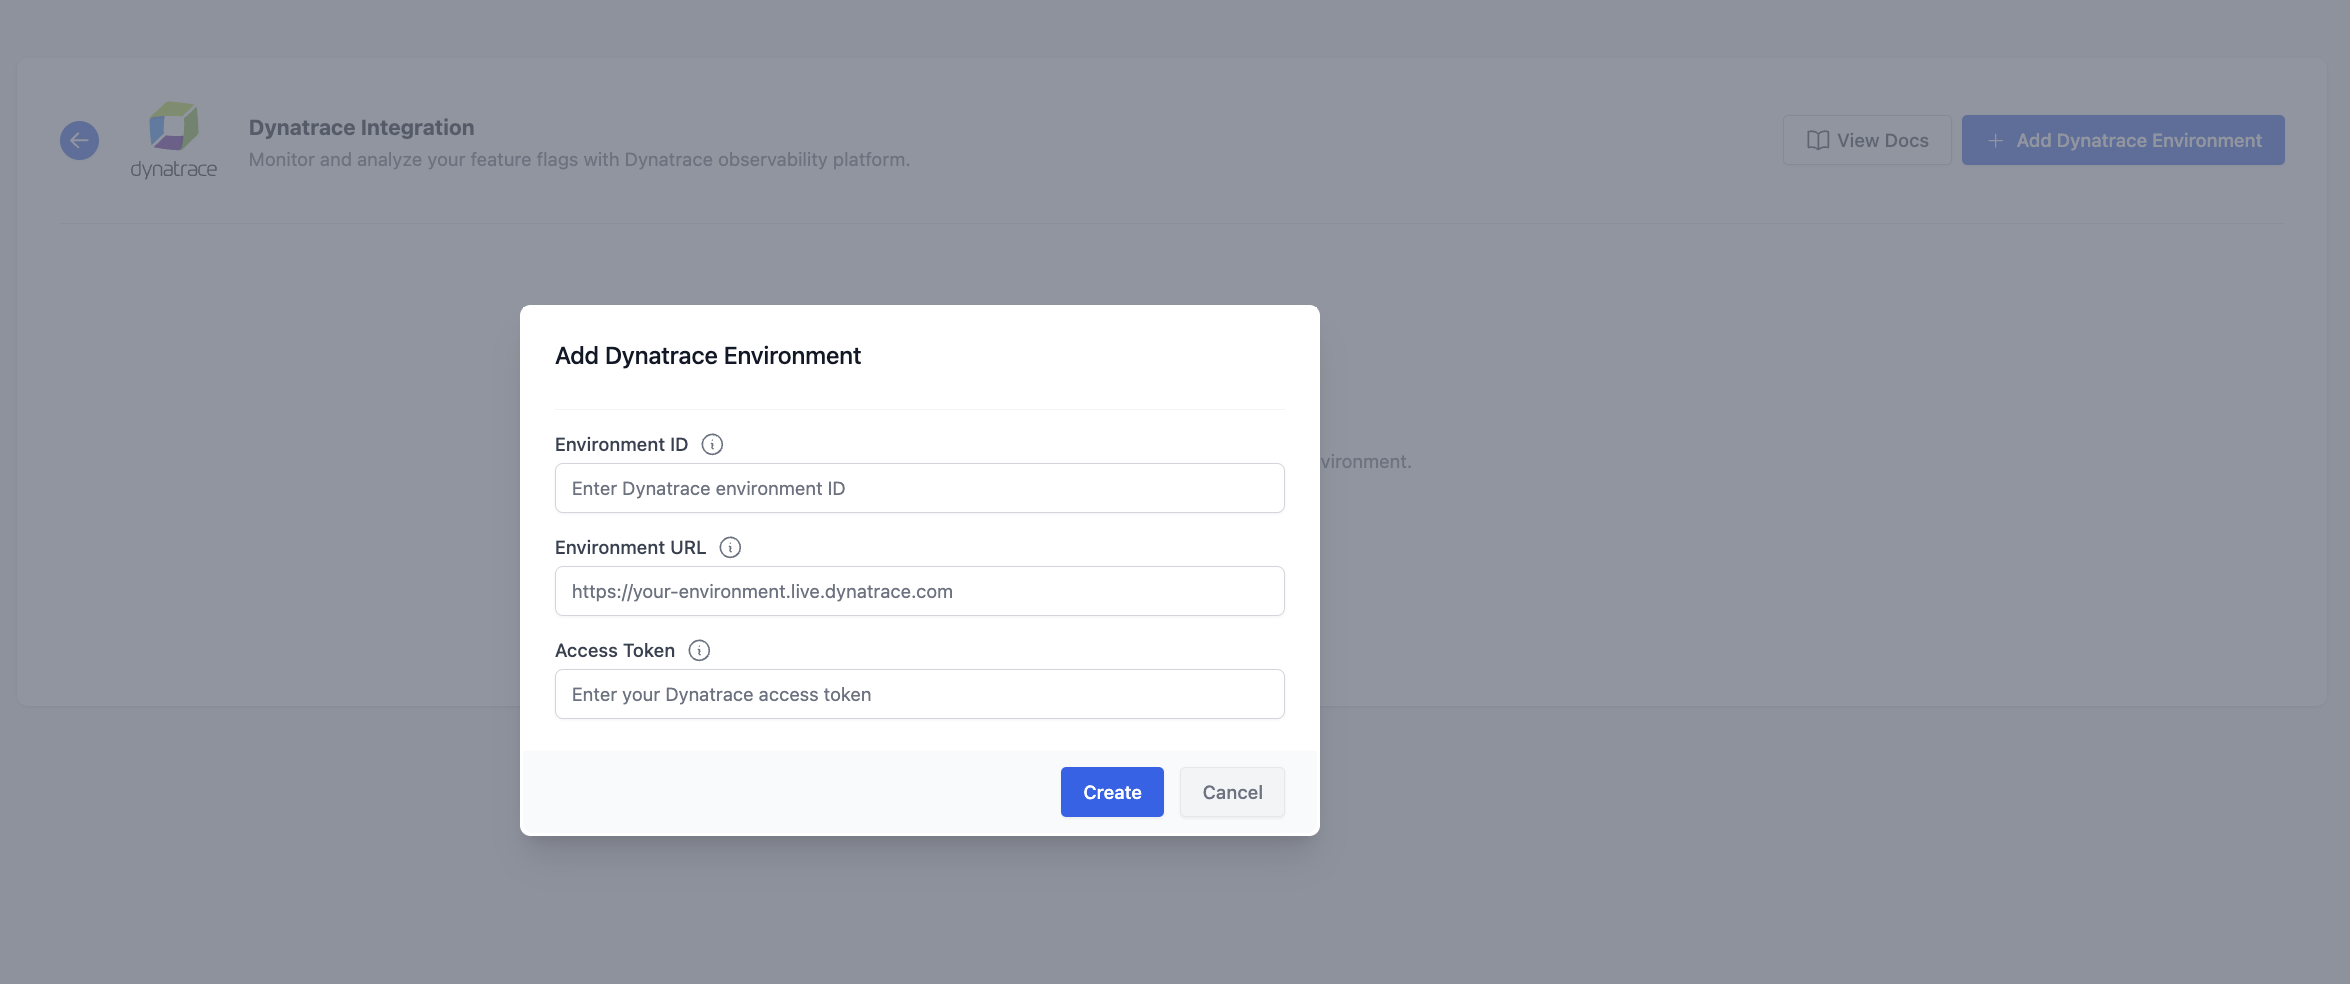 dynatrace
Dynatrace Integration
Monitor and analyze your feature flags with Dynatrace observability platform.
View Docs
+ Add Dynatrace Environment
Add Dynatrace Environment
Environment ID
Enter Dynatrace environment ID
vironment.
Environment URL
https://your-environment.live.dynatrace.com
Access Token
Enter your Dynatrace access token
Create
Cancel